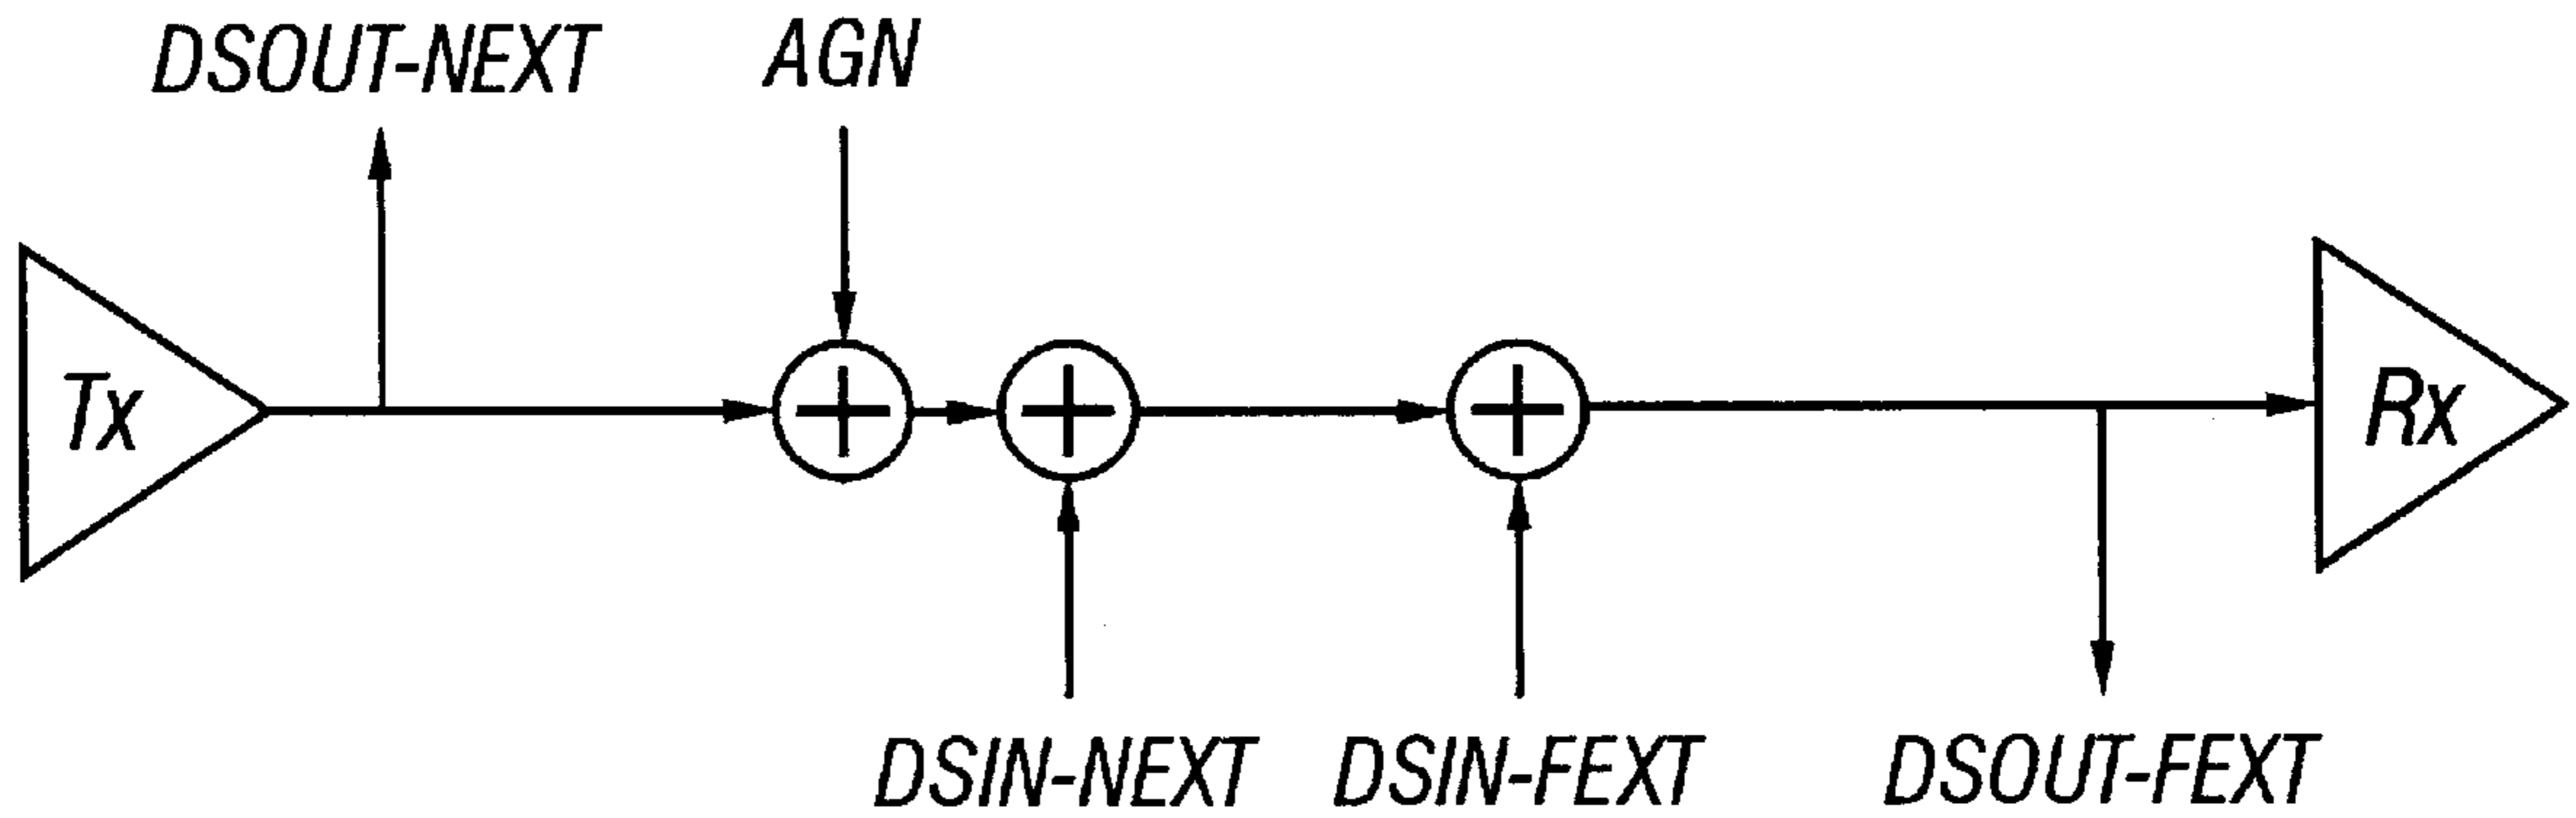 DSOUT-NEXT
AGN
Tx
Rx
DSIN-NEXT
DSIN-FEXT
DSOUT-FEXT